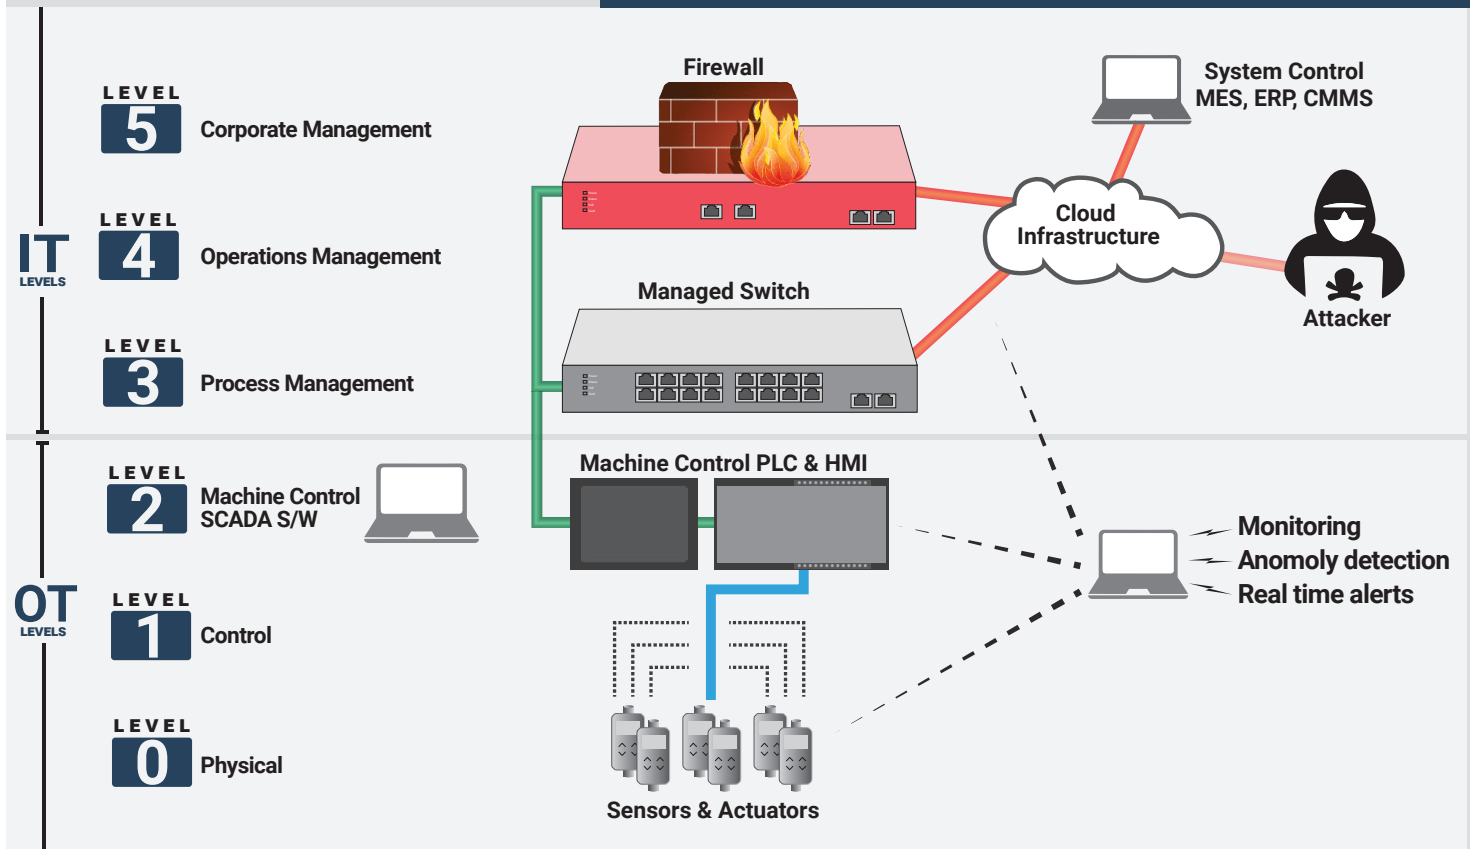 Firewall
System Control
MES, ERP, CMMS
LEVEL
5
Corporate Management
Cloud
Infrastructure
LEVEL
4
Operations Management
IT
LEVELS
Managed Switch
Attacker
LEVEL
3
Process Management
Machine Control PLC & HMI
LEVEL
2
Machine Control
SCADA S/W
Monitoring
Anomoly detection
Real time alerts
OT
LEVELS
LEVEL
1
Control
LEVEL
0
Physical
Sensors & Actuators